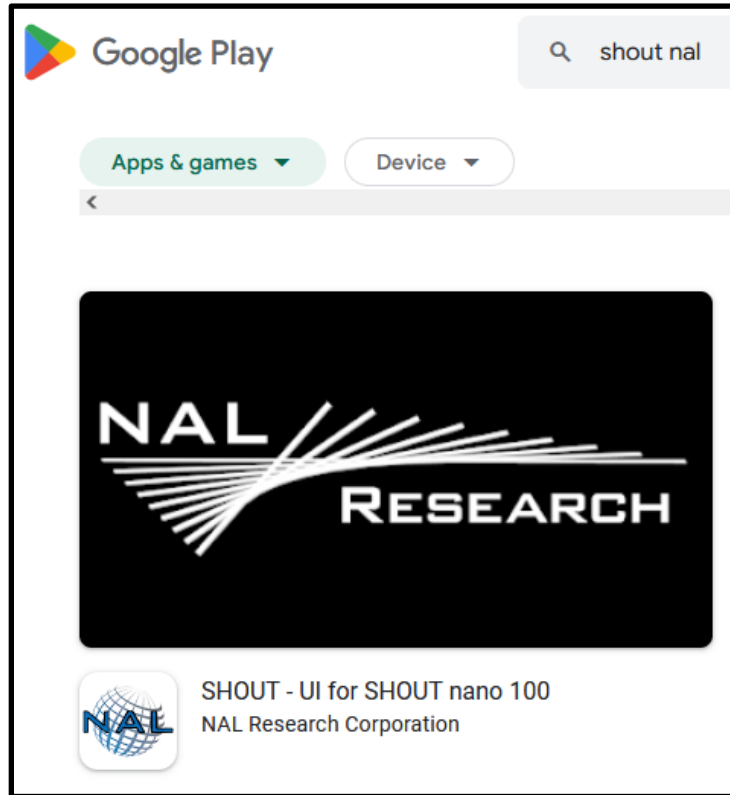 Google Play
shout nal
Apps & games
Device
NAL
RESEARCH
NAL
SHOUT - UI for SHOUT nano 100
NAL Research Corporation